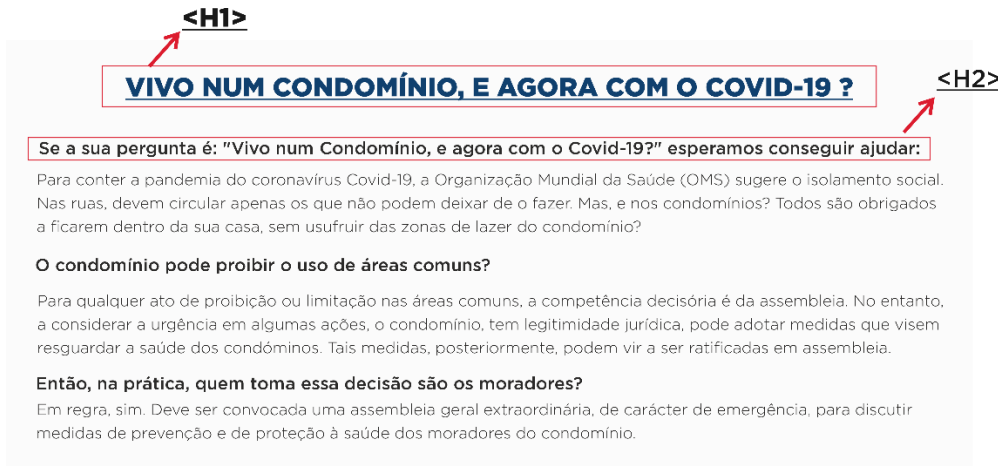 <H1>
VIVO NUM CONDOMÍNIO, E AGORA COM O COVID-19 ?
<H2>
Se a sua pergunta é: "Vivo num Condomínio, e agora com o Covid-19?" esperamos conseguir ajudar:
Para conter a pandemia do coronavírus Covid-19, a Organização Mundial da Saúde (OMS) sugere o isolamento social.
Nas ruas, devem circular apenas os que não podem deixar de o fazer. Mas, e nos condomínios? Todos são obrigados
a ficarem dentro da sua casa, sem usufruir das zonas de lazer do condomínio?
O condomínio pode proibir o uso de áreas comuns?
Para qualquer ato de proibição ou limitação nas áreas comuns, a competência decisória é da assembleia. No entanto,
a considerar a urgência em algumas ações, o condomínio, tem legitimidade jurídica, pode adotar medidas que visem
resguardar a saúde dos condóminos. Tais medidas, posteriormente, podem vir a ser ratificadas em assembleia.
Então, na prática, quem toma essa decisão são os moradores?
Em regra, sim. Deve ser convocada uma assembleia geral extraordinária, de carácter de emergência, para discutir
medidas de prevenção e de proteção à saúde dos moradores do condomínio.